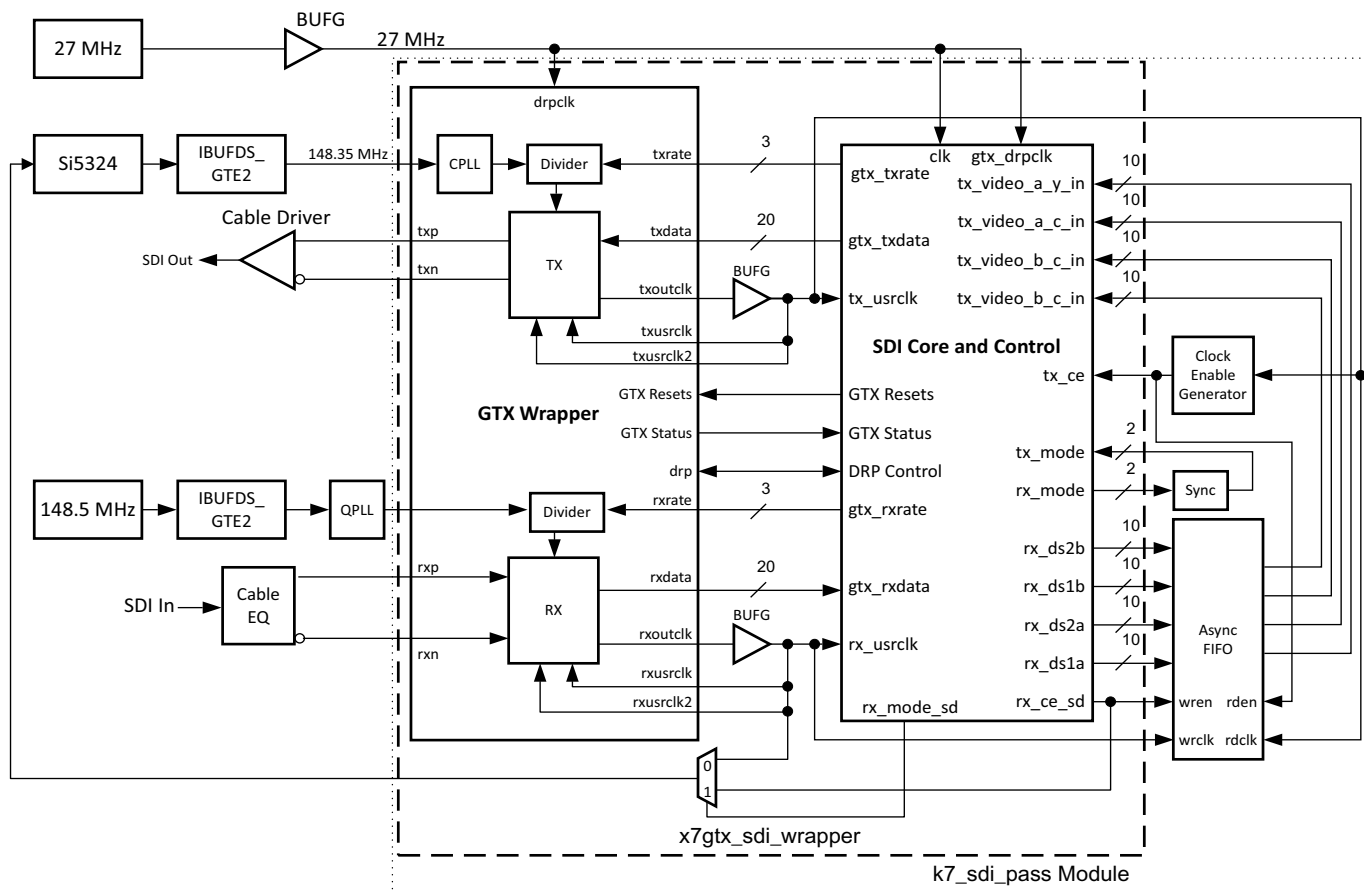 BUFG
27 MHz
27 MHz
drpclk
Si5324
IBUFDS_
GTE2
148.35 MHz
CPLL
Divider
txrate
3
clk
gtx_drpclk
gtx_txrate
10
tx_video_a_y_in
Cable Driver
SDI Out
txp
txn
TX
txdata
20
gtx_txdata
10
tx_video_a_c_in
10
tx_video_b_c_in
10
tx_video_b_c_in
txoutclk
BUFG
tx_usrclk
txusrclk
txusrclk2
SDI Core and Control
tx_ce
Clock
Enable
Generator
GTX Wrapper
GTX Resets
GTX Resets
GTX Status
GTX Status
drp
DRP Control
tx_mode
2
rx_mode
2
Sync
148.5 MHz
IBUFDS_
GTE2
QPLL
Divider
rxrate
3
gtx_rxrate
SDI In
Cable
EQ
rxp
rxn
RX
rxdata
20
gtx_rxdata
rxoutclk
BUFG
rx_usrclk
rxusrclk
rxusrclk2
rx_ds2b
10
rx_ds1b
10
rx_ds2a
10
rx_ds1a
10
Async
FIFO
rx_ce_sd
rx_mode_sd
wren
rden
wrclk
rdclk
0
1
x7gtx_sdi_wrapper
k7_sdi_pass Module